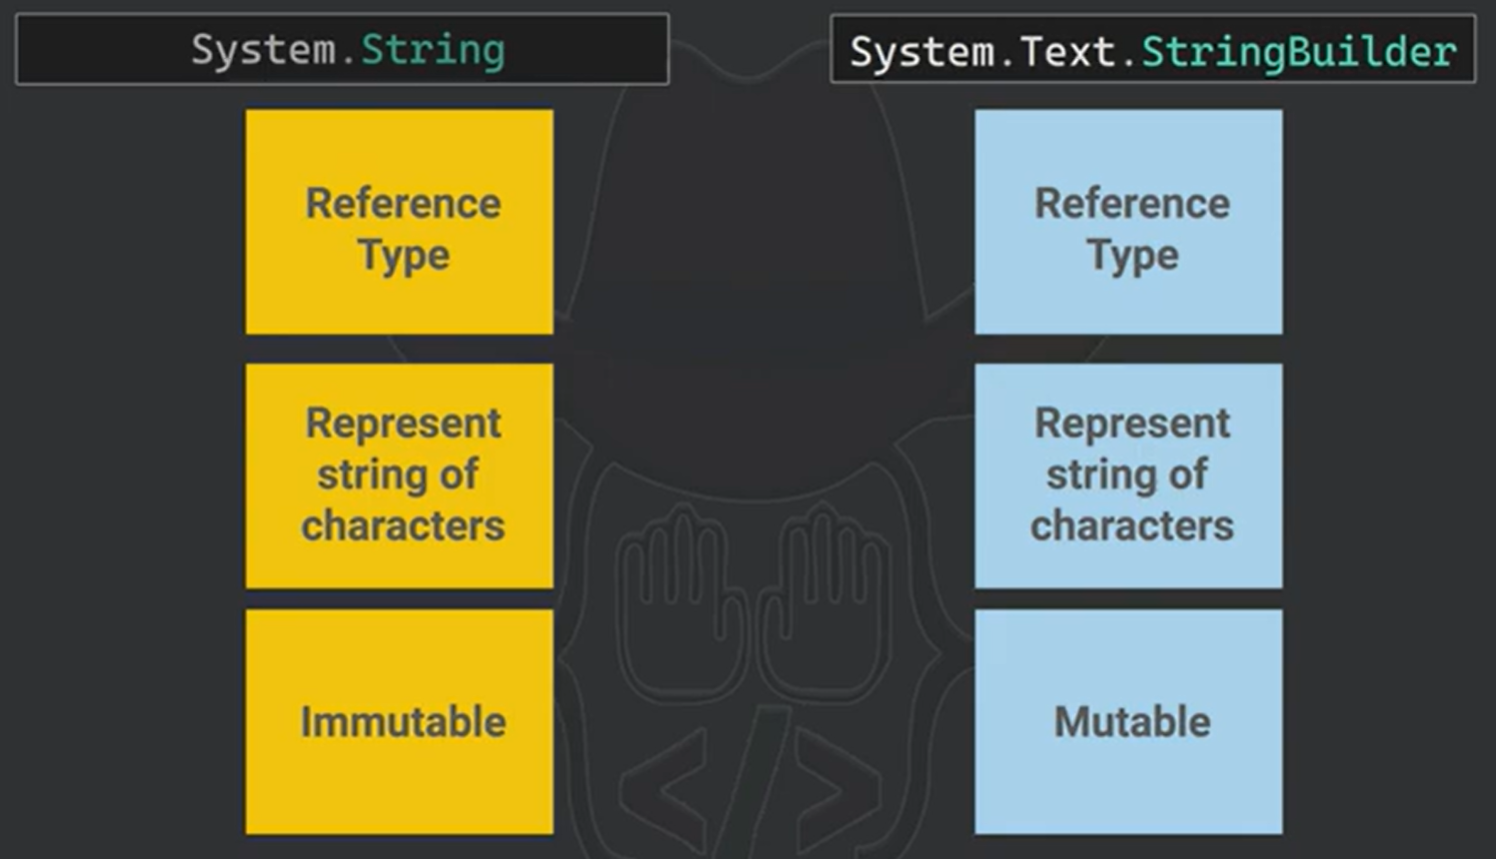 System.String
System.Text.StringBuilder
Reference
Type
Reference
Type
Represent
string of
characters
Represent
string of
characters
Immutable
Mutable